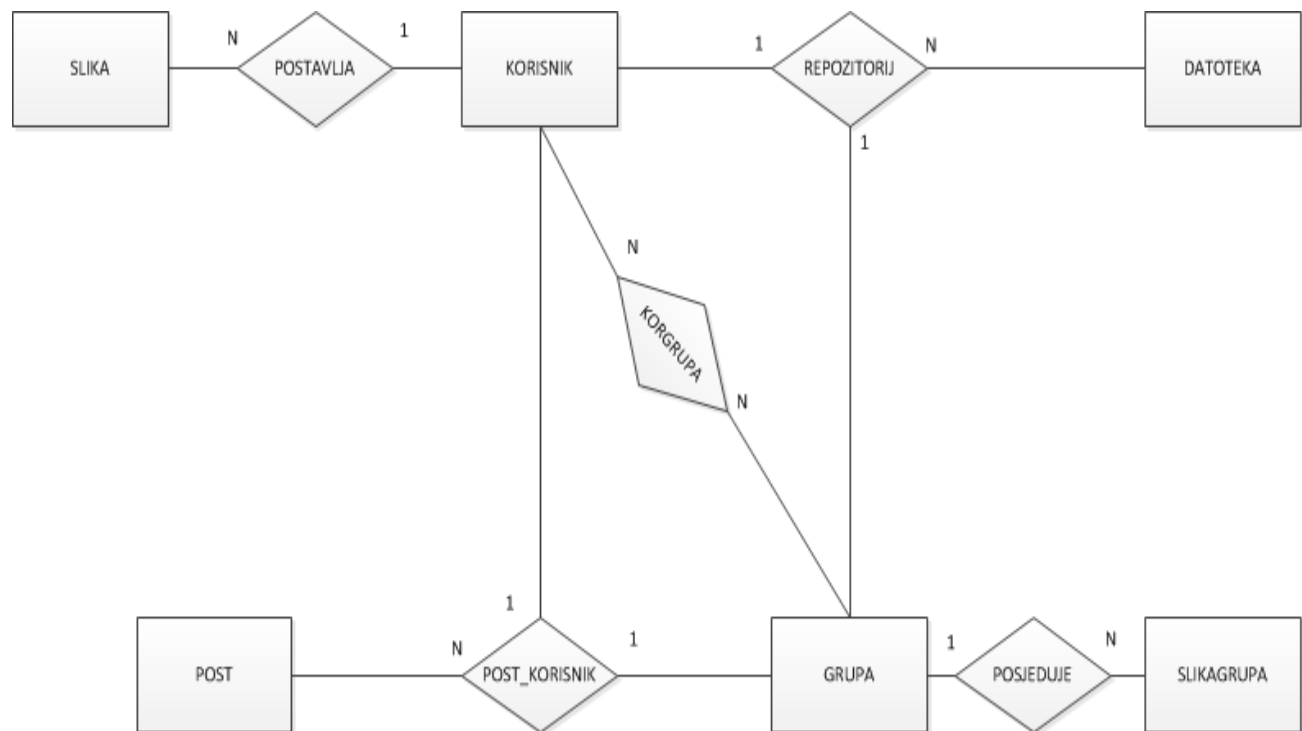 N
1
1
N
SLIKA
POSTAVLJA
KORISNIK
REPOZITORIJ
DATOTEKA
1
N
KORGRUPA
N
1
1
N
1
N
POST
POST_KORISNIK
GRUPA
POSJEDUJE
SLIKAGRUPA